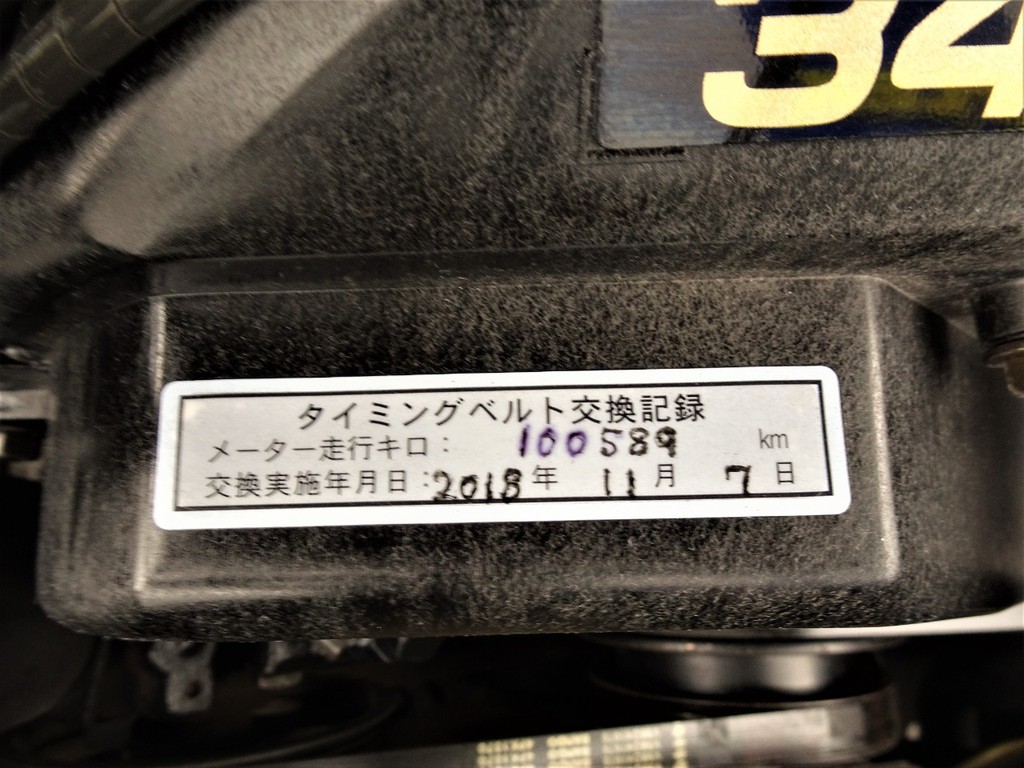 34
タイミングベルト交換記録
メーター走行キロ: 100589 km
交換実施年月日:2018年 11月 7日